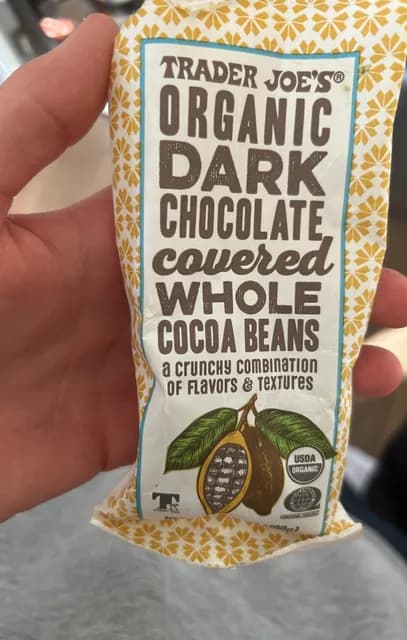 TRADER JOE'S®
ORGANIC
DARK
CHOCOLATE
covered
WHOLE
COCOA BEANS
a crunchy combination
of flavors & textures
USDA
ORGANIC